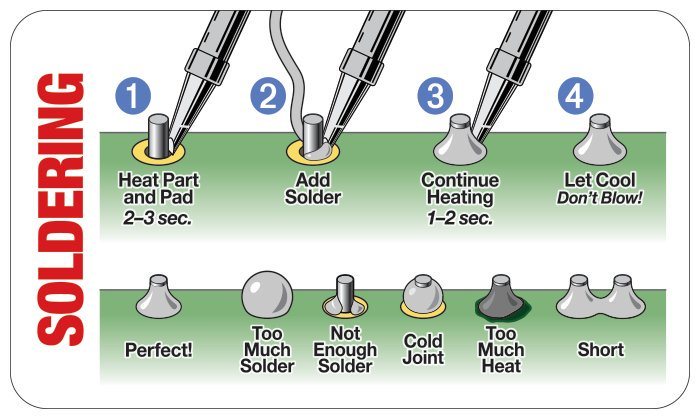 SOLDERING
1
2
3
4
Heat Part
and Pad
2–3 sec.
Add
Solder
Continue
Heating
1–2 sec.
Let Cool
Don't Blow!
Perfect!
Too
Much
Solder
Not
Enough
Solder
Cold
Joint
Too
Much
Heat
Short